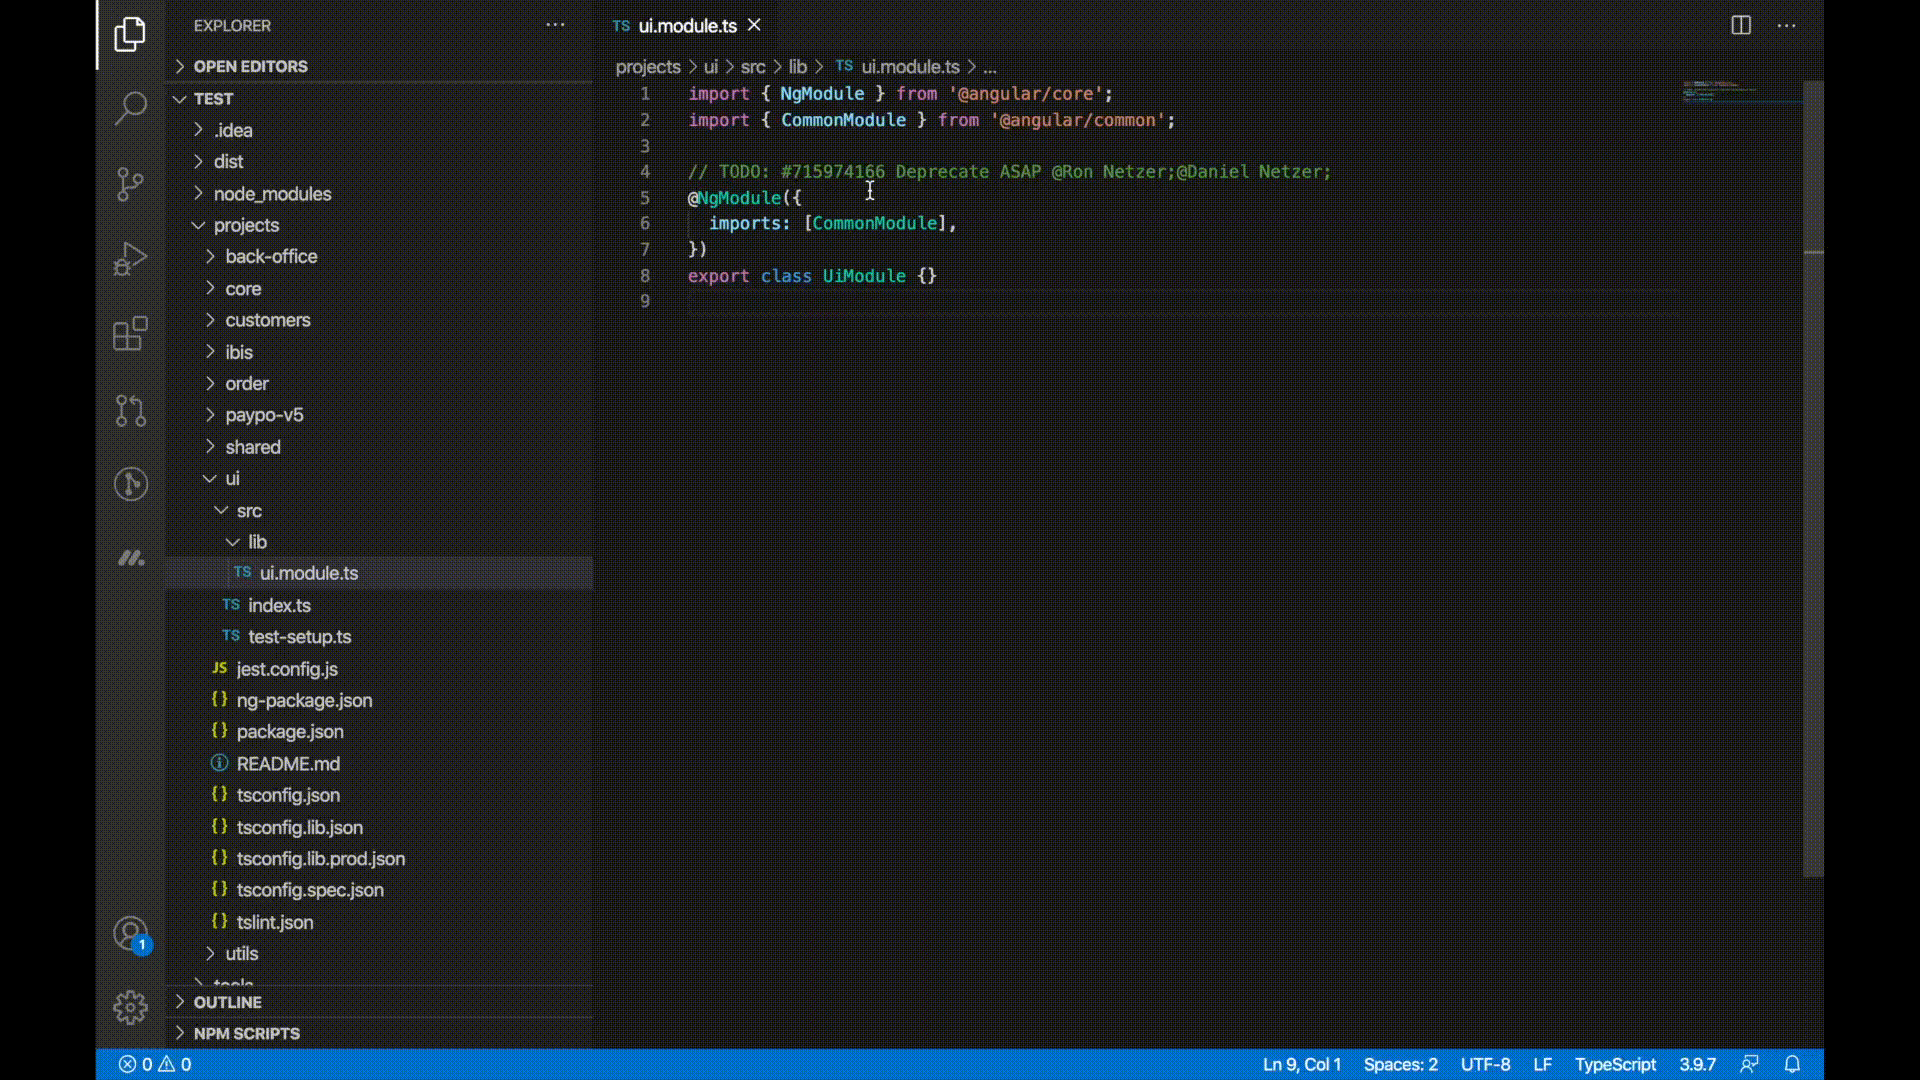 EXPLORER
OPEN EDITORS
TEST
.idea
dist
node_modules
projects
back-office
core
customers
ibis
order
paypo-v5
shared
ui
src
lib
TS ui.module.ts
TS index.ts
TS test-setup.ts
JS jest.config.js
{} ng-package.json
{} package.json
README.md
{} tsconfig.json
{} tsconfig.lib.json
{} tsconfig.lib.prod.json
{} tsconfig.spec.json
{} tslint.json
utils
tools
OUTLINE
NPM SCRIPTS
1
TS ui.module.ts
projects > ui > src > lib > TS ui.module.ts > ...
1 import { NgModule } from '@angular/core';
2 import { CommonModule } from '@angular/common';
3
4 // TODO: #715974166 Deprecate ASAP @Ron Netzer;@Daniel Netzer;
5 @NgModule({
6 imports: [CommonModule],
7 })
8 export class UiModule {}
9
0 0 Ln 9, Col 1 Spaces: 2 UTF-8 LF TypeScript 3.9.7